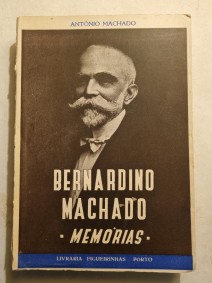 ANTÓNIO MACHADO
BERNARDINO
MACHADO
• MEMÓRIAS •
LIVRARIA FIGUEIRINHAS PORTO